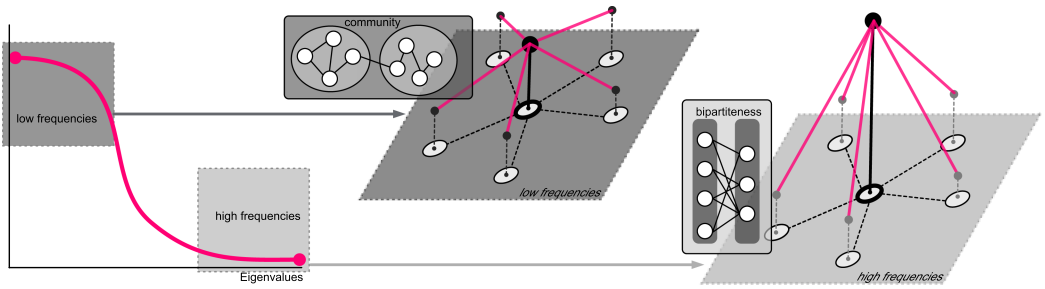 community
low frequencies
low frequencies
bipartiteness
high frequencies
high frequencies
Eigenvalues